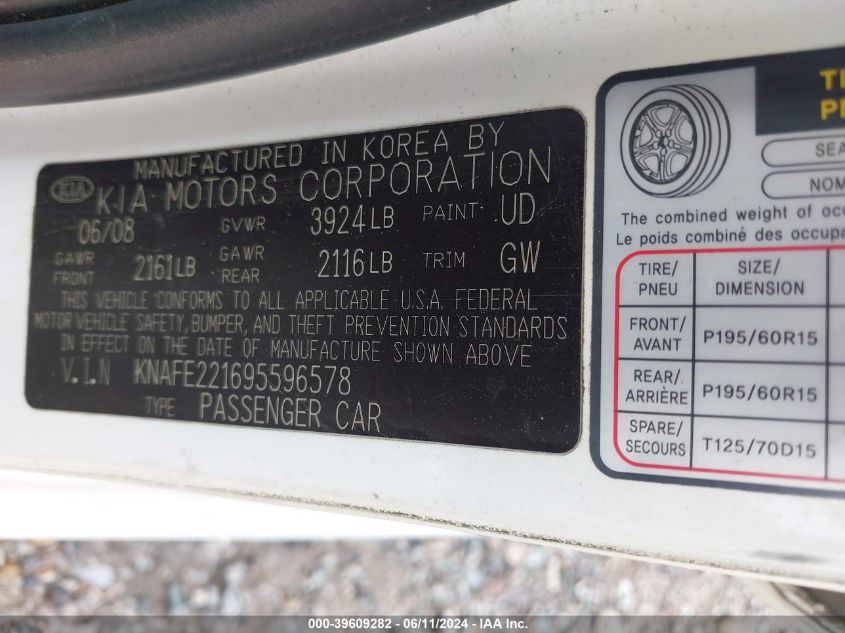 MANUFACTURED IN KOREA BY
KIA KIA MOTORS CORPORATION
06/08 GVWR 3924LB PAINT UD
GAWR FRONT 2161LB GAWR REAR 2116LB TRIM GW
THIS VEHICLE CONFORMS TO ALL APPLICABLE U.S.A. FEDERAL
MOTOR VEHICLE SAFETY, BUMPER, AND THEFT PREVENTION STANDARDS
IN EFFECT ON THE DATE OF MANUFACTURE SHOWN ABOVE
V.I.N KNAFE221695596578
TYPE PASSENGER CAR
The combined weight of
Le poids combiné des
TIRE/PNEU SIZE/DIMENSION
FRONT/AVANT P195/60R15
REAR/ARRIÈRE P195/60R15
SPARE/SECOURS T125/70D15
000-39609282 - 06/11/2024 - IAA Inc.